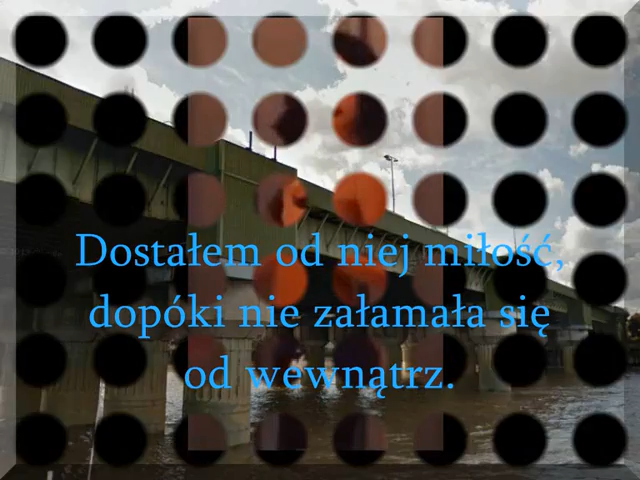 Dostałem od niej miłość,
dopóki nie załamała się
od wewnątrz.